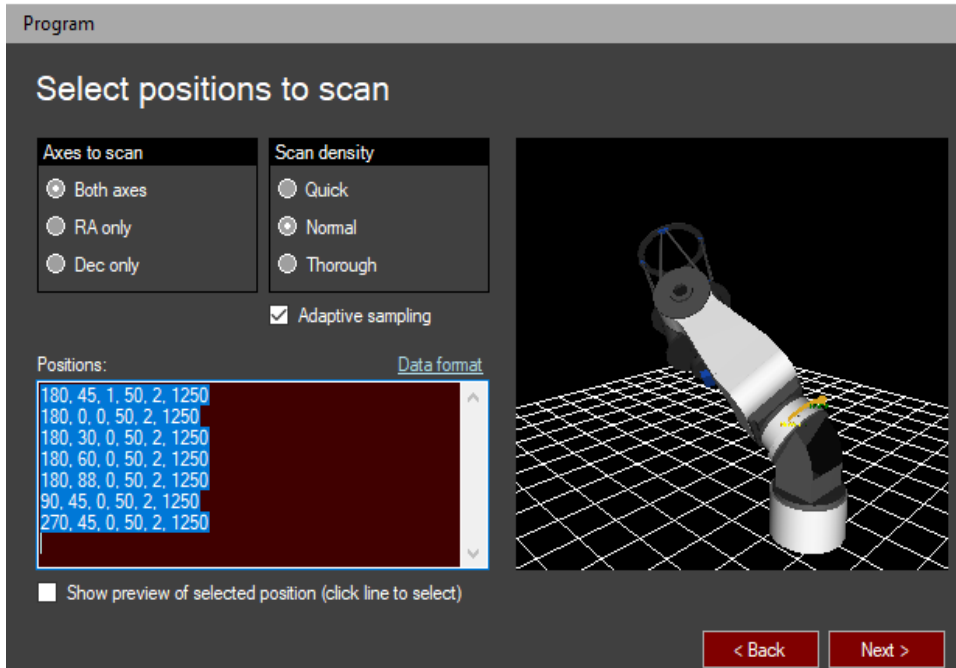 Program
Select positions to scan
Axes to scan
Both axes
RA only
Dec only
Scan density
Quick
Normal
Thorough
Adaptive sampling
Positions:
Data format
180, 45, 1, 50, 2, 1250
180, 0, 0, 50, 2, 1250
180, 30, 0, 50, 2, 1250
180, 60, 0, 50, 2, 1250
180, 88, 0, 50, 2, 1250
90, 45, 0, 50, 2, 1250
270, 45, 0, 50, 2, 1250
Show preview of selected position (click line to select)
< Back
Next >